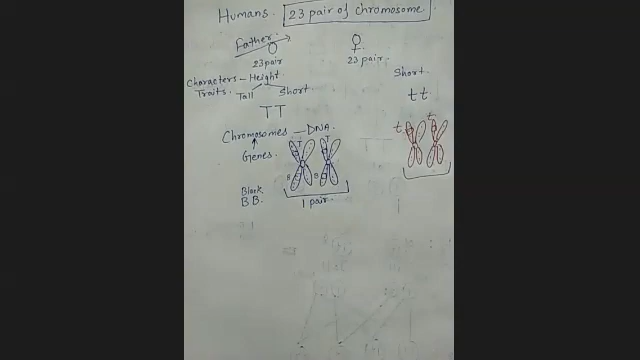 Humans. 23 pair of chromosome.
Father ♀
23 pair 23 pair.
Characters - Height Short
Traits. Tall Short tt
TT
Chromosomes - DNA t t
Genes. T T
Black B B
BB. 1 pair.